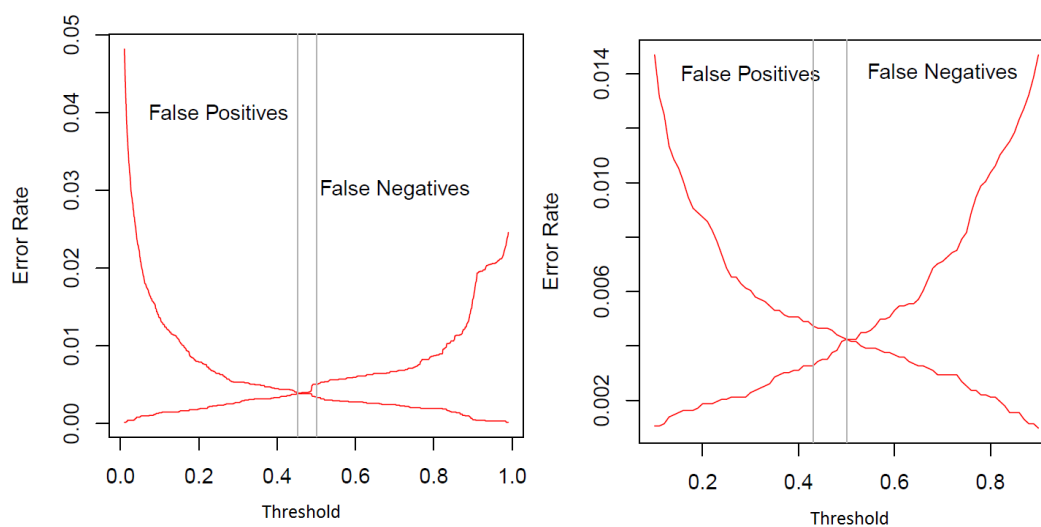 0.05
0.04
0.03
0.02
0.01
0.00
Error Rate
False Positives
False Negatives
0.0 0.2 0.4 0.6 0.8 1.0
Threshold
0.014
0.010
0.006
0.002
Error Rate
False Positives
False Negatives
0.2 0.4 0.6 0.8
Threshold